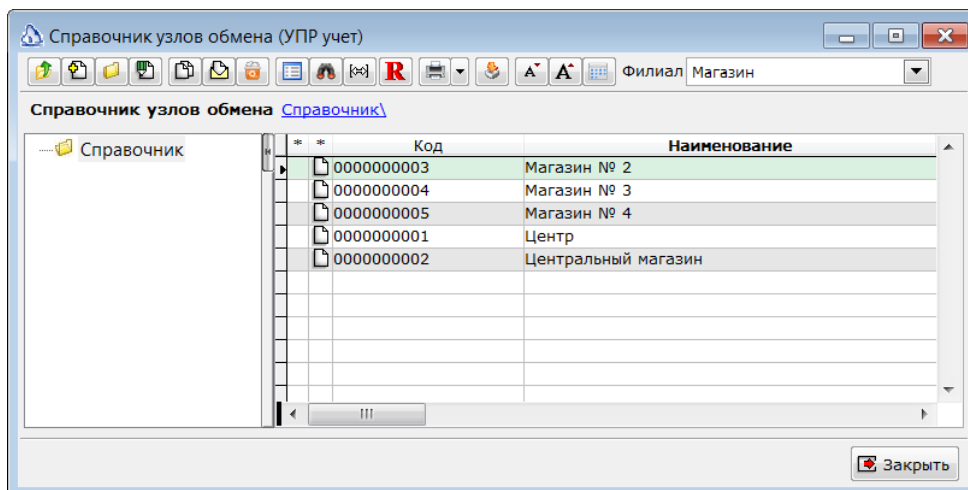 Справочник узлов обмена (УПР учет)
R A A Филиал Магазин
Справочник узлов обмена Справочник\
Справочник
* * Код Наименование
0000000003 Магазин № 2
0000000004 Магазин № 3
0000000005 Магазин № 4
0000000001 Центр
0000000002 Центральный магазин
Закрыть